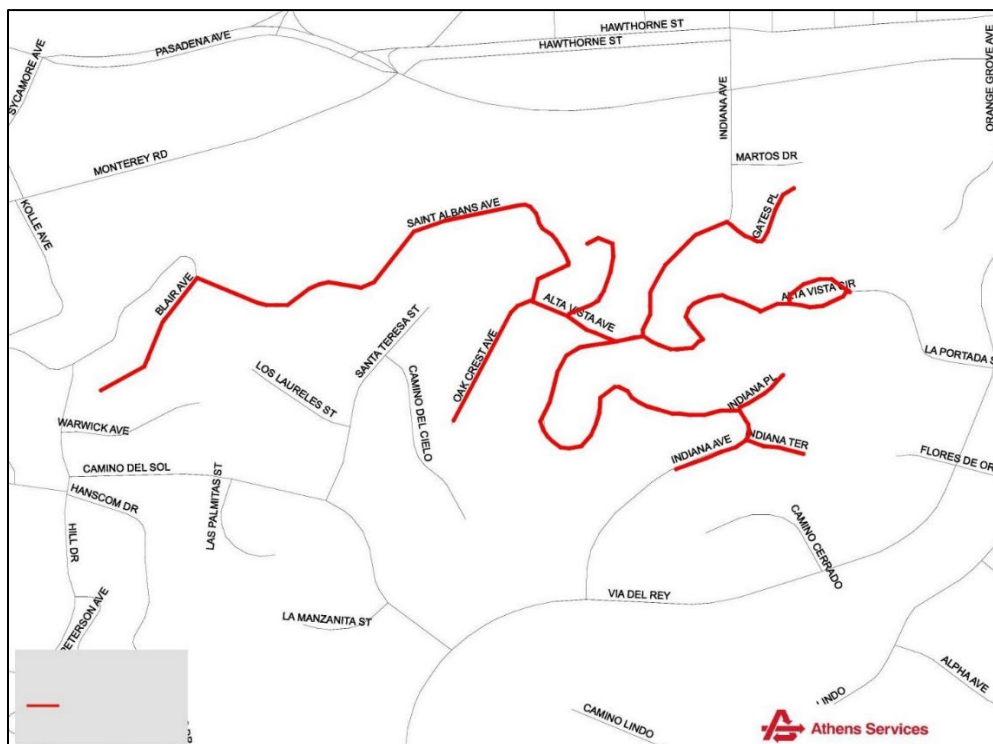 HAWTHORNE ST
HAWTHORNE ST
PASADENA AVE
SYCAMORE AVE
ORANGE GROVE AVE
INDIANA AVE
MONTEREY RD
MARTOS DR
KOLLE AVE
SAINT ALBANS AVE
GATES PL
BLAIR AVE
ALTA VISTA CIR
ALTA VISTA AVE
SANTA TERESA ST
OAK CREST AVE
LA PORTADA S
LOS LAURELES ST
CAMINO DEL CIELO
INDIANA PL
WARWICK AVE
INDIANA AVE
INDIANA TER
FLORES DE OR
CAMINO DEL SOL
LAS PALMITAS ST
HANSCOM DR
CAMINO CERRADO
HILL DR
VIA DEL REY
PETERSON AVE
LA MANZANITA ST
ALPHA AVE
LINDO
CAMINO LINDO
Athens Services